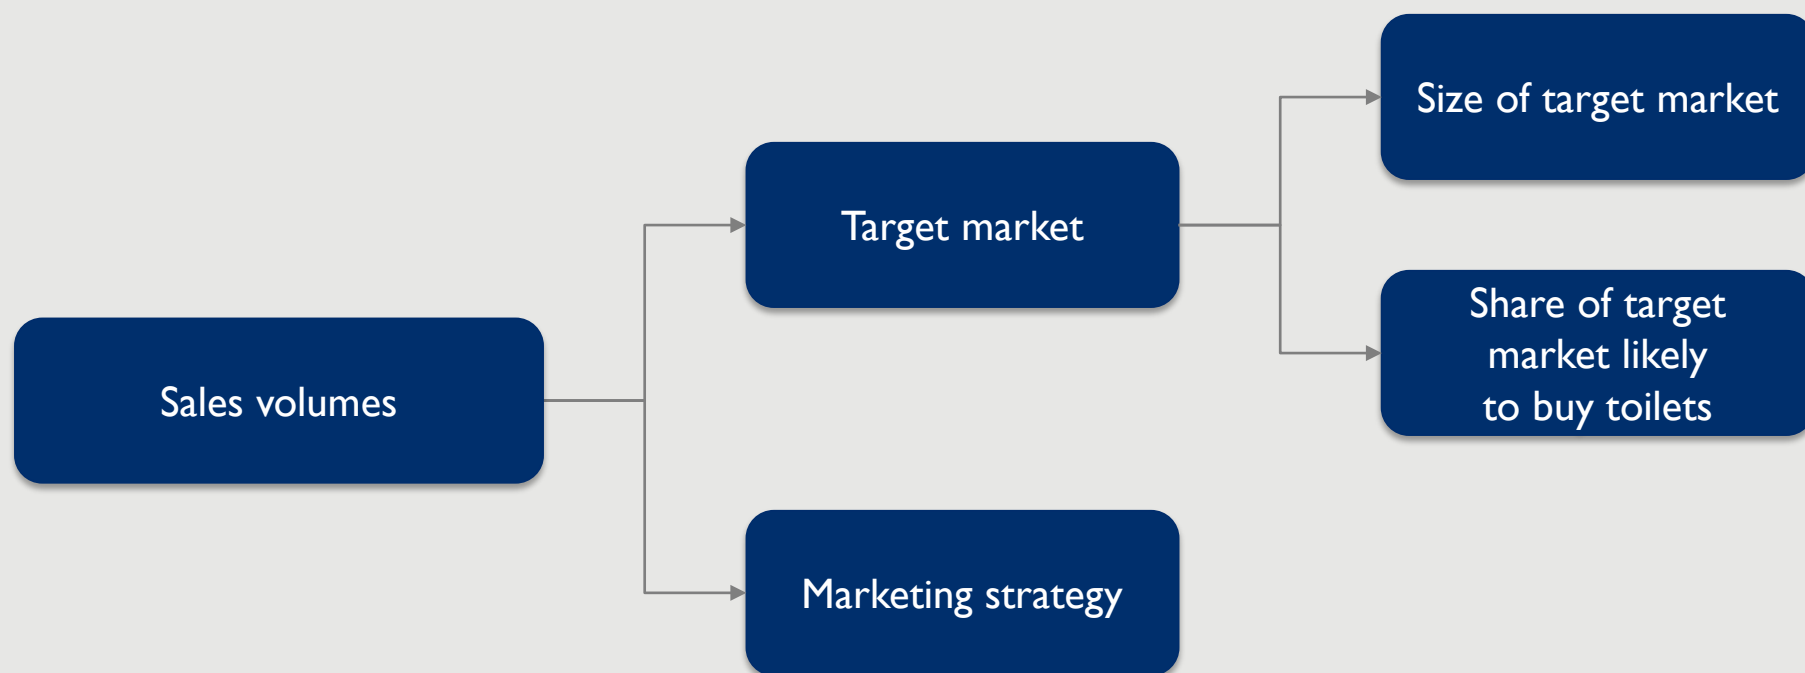 Size of target market
Target market
Share of target
market likely
to buy toilets
Sales volumes
Marketing strategy